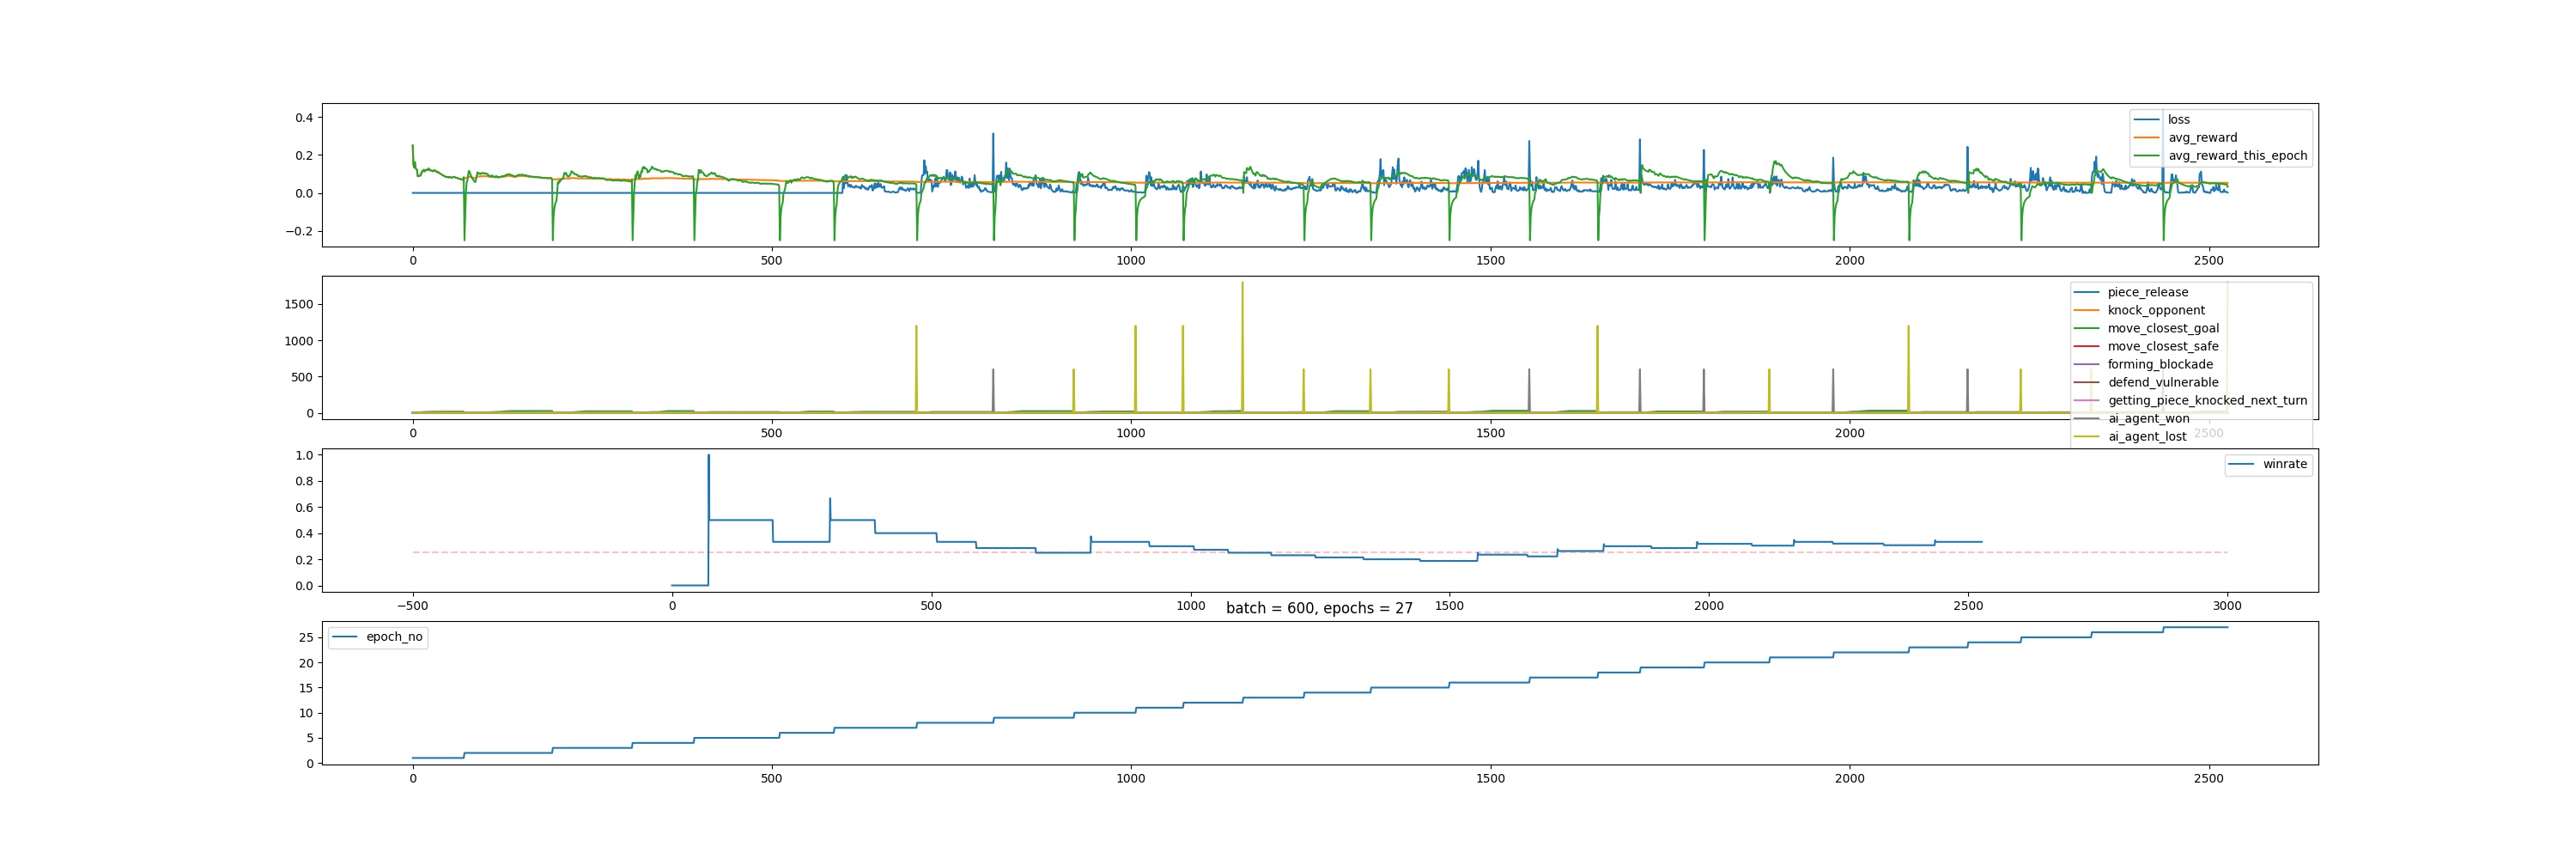 0.4
0.2
0.0
−0.2
loss
avg_reward
avg_reward_this_epoch
0 500 1000 1500 2000 2500
1500
1000
500
0
piece_release
knock_opponent
move_closest_goal
move_closest_safe
forming_blockade
defend_vulnerable
getting_piece_knocked_next_turn
ai_agent_won
ai_agent_lost
0 500 1000 1500 2000 2500
1.0
0.8
0.6
0.4
0.2
0.0
winrate
−500 0 500 1000 1500 2000 2500 3000
batch = 600, epochs = 27
25
20
15
10
5
0
epoch_no
0 500 1000 1500 2000 2500